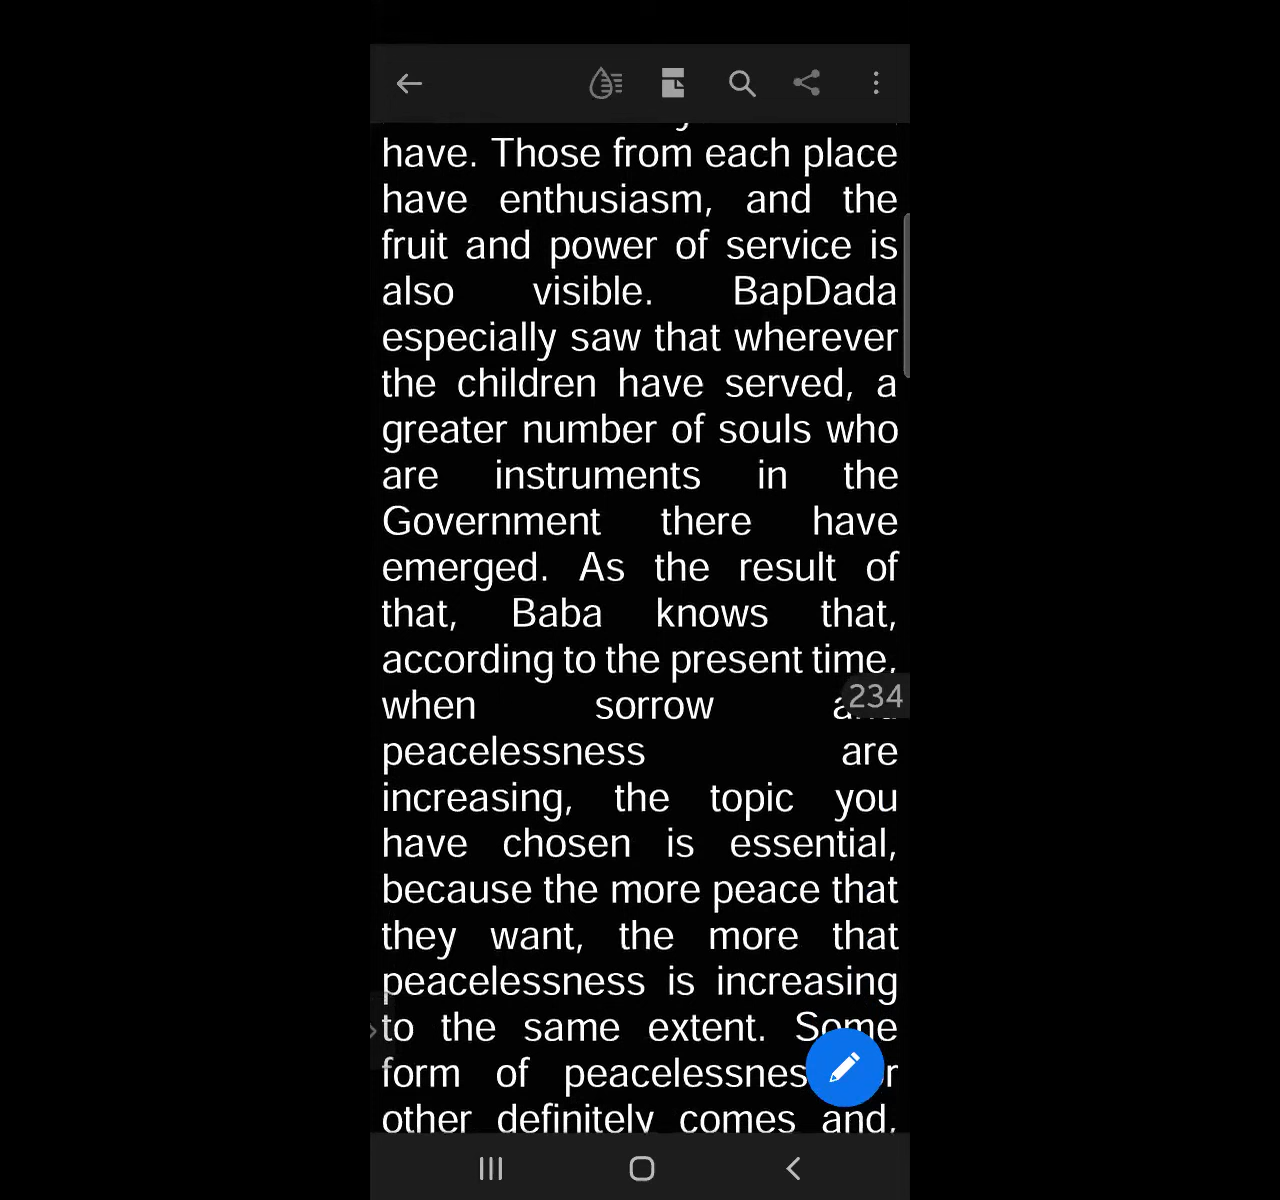 have. Those from each place
have enthusiasm, and the
fruit and power of service is
also visible. BapDada
especially saw that wherever
the children have served, a
greater number of souls who
are instruments in the
Government there have
emerged. As the result of
that, Baba knows that,
according to the present time,
when sorrow
234
peacelessness are
increasing, the topic you
have chosen is essential,
because the more peace that
they want, the more that
peacelessness is increasing
to the same extent. Some
form of peacelessness
other definitely comes and,